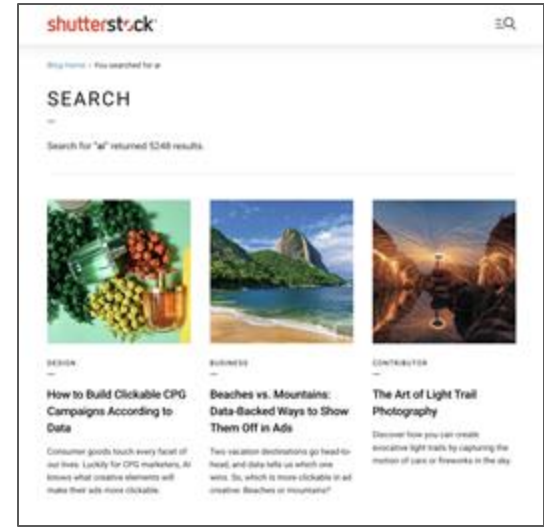 shutterstock
Blog Home › You searched for ai
SEARCH
Search for "ai" returned 5248 results.
DESIGN
How to Build Clickable CPG
Campaigns According to
Data
Consumer goods touch every facet of
our lives. Luckily for CPG marketers, AI
knows what creative elements will
make their ads more clickable.
BUSINESS
Beaches vs. Mountains:
Data-Backed Ways to Show
Them Off in Ads
Two vacation destinations go head-to-
head, and data tells us which one
wins. So, which is more clickable in ad
creative: Beaches or mountains?
CONTRIBUTOR
The Art of Light Trail
Photography
Discover how you can create
evocative light trails by capturing the
motion of cars or fireworks in the sky.